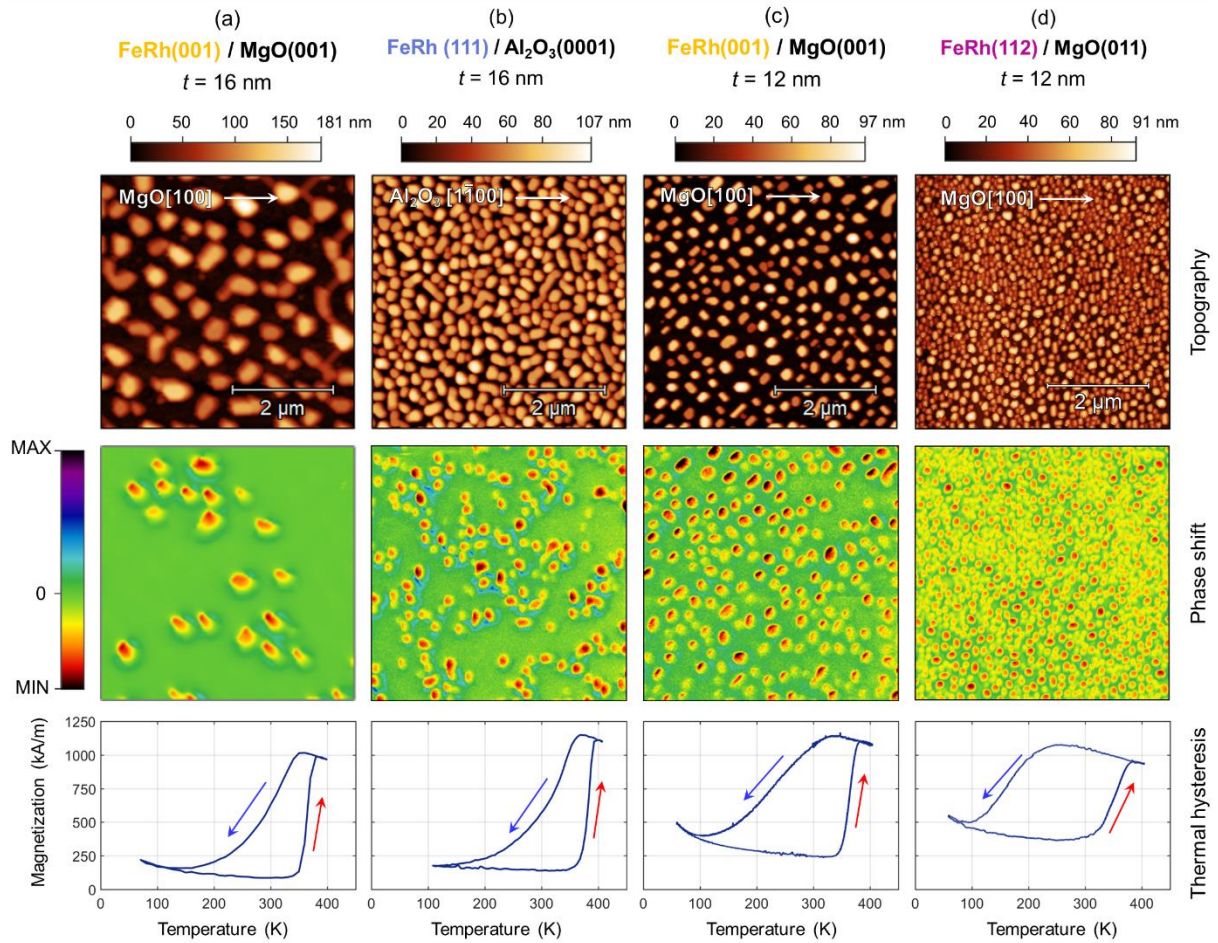 (a)
FeRh(001) / MgO(001)
t = 16 nm
0 50 100 150 181 nm
MgO[100]
2 µm
(b)
FeRh (111) / Al₂O₃(0001)
t = 16 nm
0 20 40 60 80 107 nm
Al₂O₃ [11̄00]
2 µm
(c)
FeRh(001) / MgO(001)
t = 12 nm
0 20 40 60 80 97 nm
MgO[100]
2 µm
(d)
FeRh(112) / MgO(011)
t = 12 nm
0 20 40 60 80 91 nm
MgO[100]
2 µm
Topography
MAX
0
MIN
Phase shift
Magnetization (kA/m)
1250
1000
750
500
250
0
0 100 200 300 400
Temperature (K)
0 100 200 300 400
Temperature (K)
0 100 200 300 400
Temperature (K)
0 100 200 300 400
Temperature (K)
Thermal hysteresis